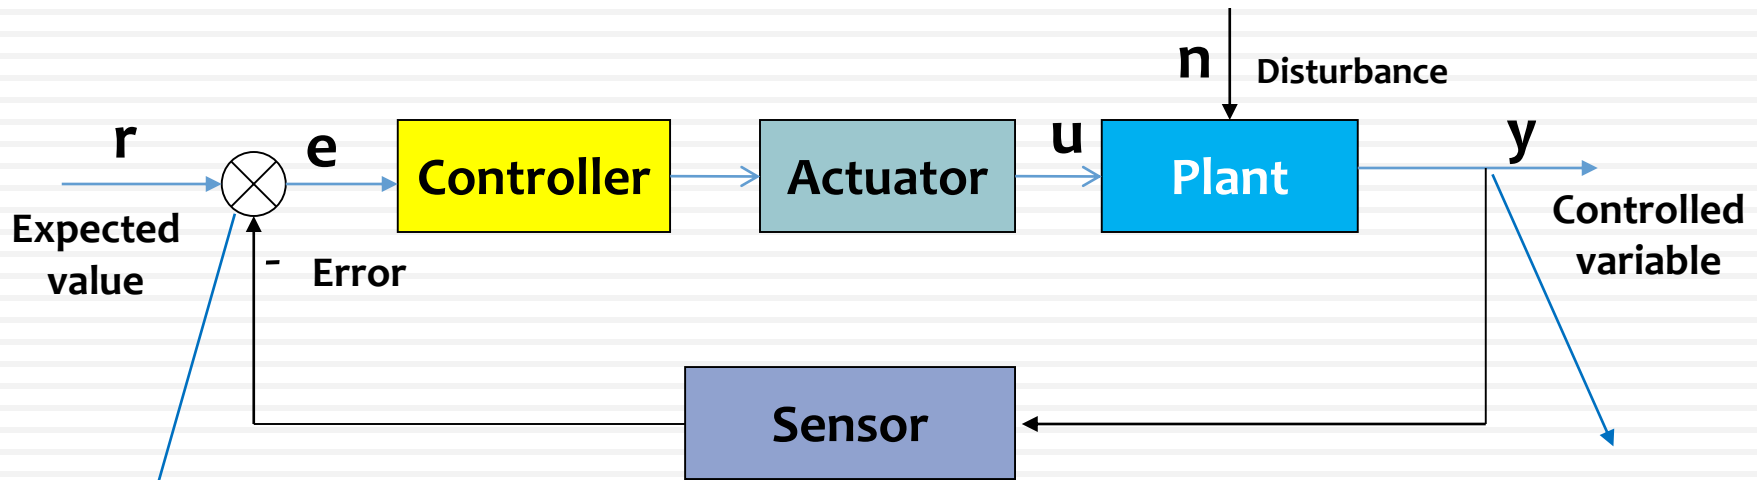 n
Disturbance
r
e
Controller
Actuator
u
Plant
y
Expected
value
-
Error
Controlled
variable
Sensor